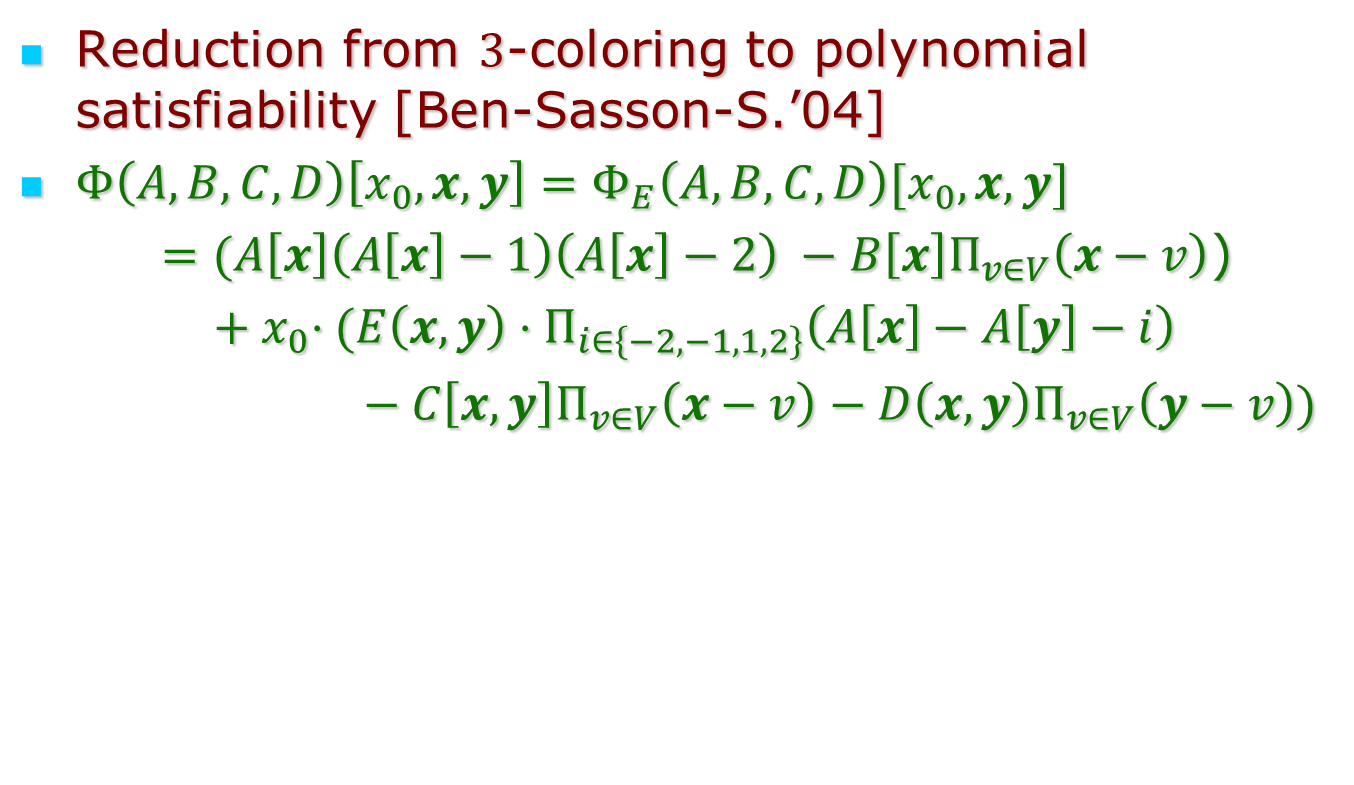 ▪ Reduction from 3-coloring to polynomial
satisfiability [Ben-Sasson-S.’04]
▪ Φ(A, B, C, D)[x₀, 𝒙, 𝒚] = Φ_E(A, B, C, D)[x₀, 𝒙, 𝒚]
= (A[𝒙](A[𝒙] − 1)(A[𝒙] − 2) − B[𝒙]Π_{v∈V}(𝒙 − v))
+ x₀· (E(𝒙, 𝒚) · Π_{i∈{−2,−1,1,2}}(A[𝒙] − A[𝒚] − i)
− C[𝒙, 𝒚]Π_{v∈V}(𝒙 − v) − D(𝒙, 𝒚)Π_{v∈V}(𝒚 − v))